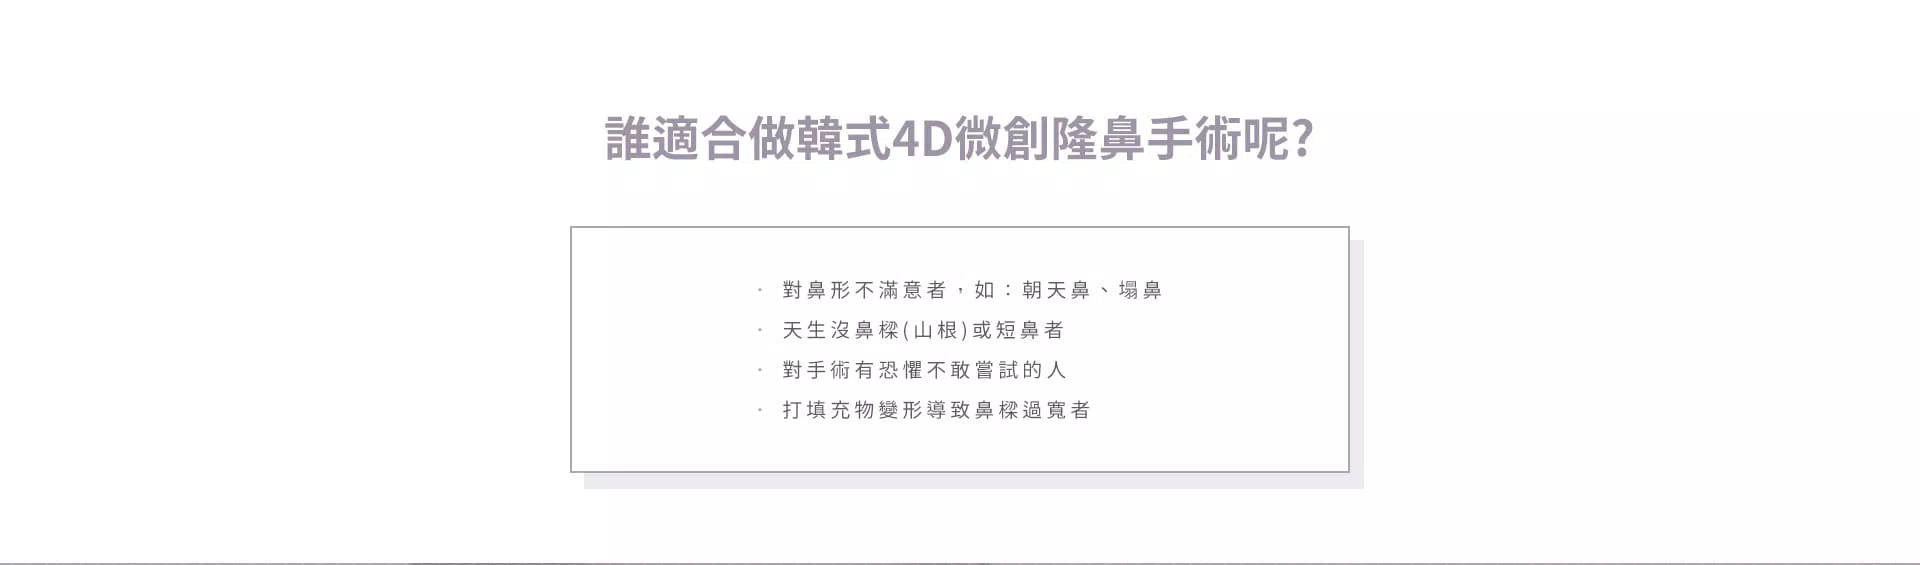 誰適合做韓式4D微創隆鼻手術呢?
· 對鼻形不滿意者，如：朝天鼻、塌鼻
· 天生沒鼻樑(山根)或短鼻者
· 對手術有恐懼不敢嘗試的人
· 打填充物變形導致鼻樑過寬者